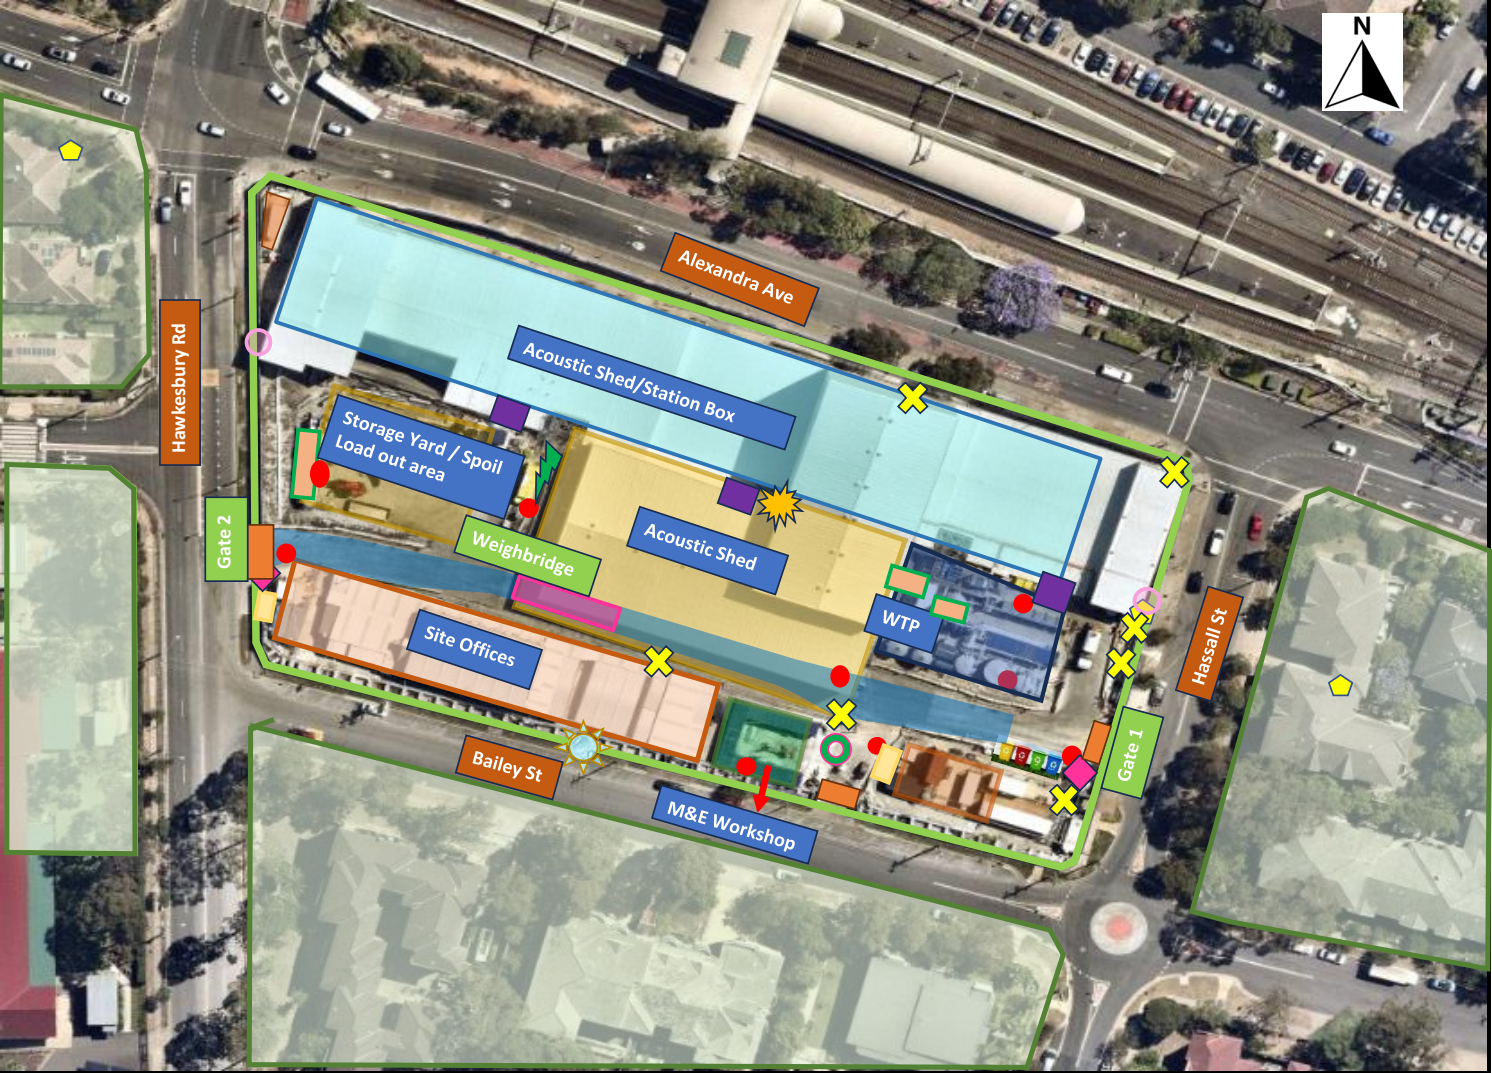 N
Alexandra Ave
Hawkesbury Rd
Acoustic Shed/Station Box
Storage Yard / Spoil
Load out area
Gate 2
Weighbridge
Acoustic Shed
WTP
Site Offices
Hassall St
Gate 1
Bailey St
M&E Workshop